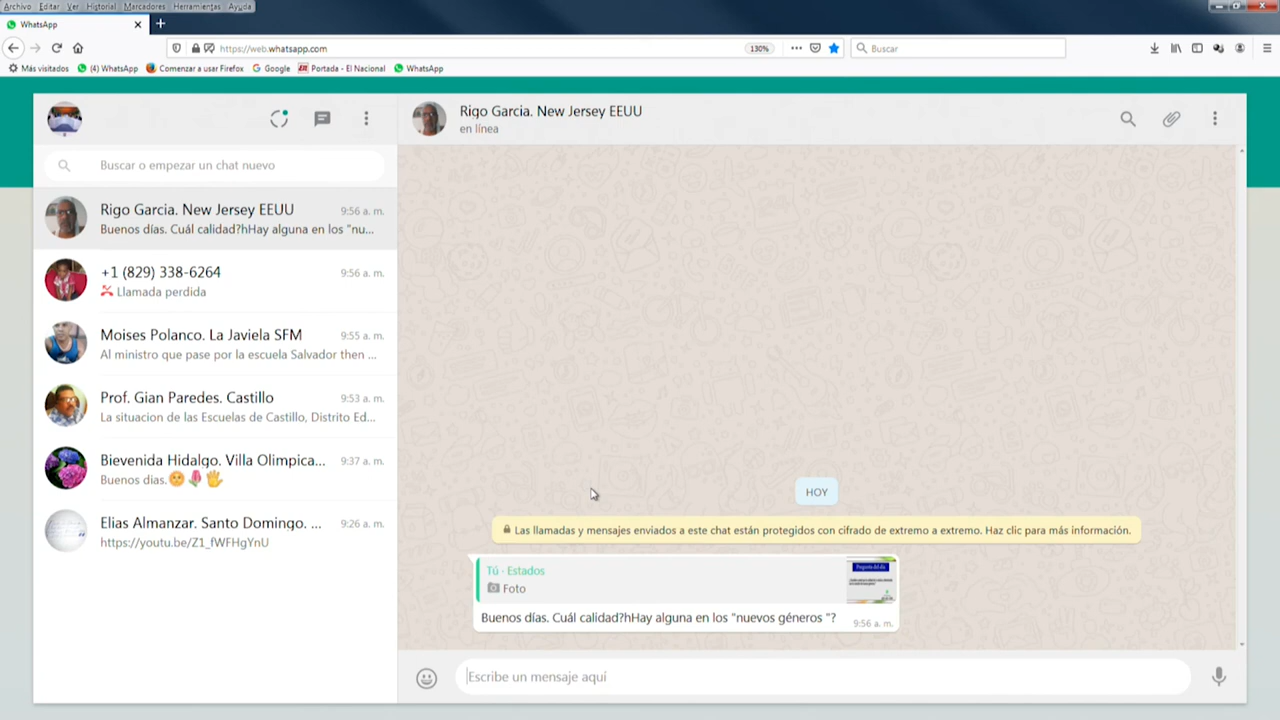 Archivo Editar Ver Historial Marcadores Herramientas Ayuda
WhatsApp
https://web.whatsapp.com
130%
Buscar
Más visitados (4) WhatsApp Comenzar a usar Firefox Google Portada - El Nacional WhatsApp
Buscar o empezar un chat nuevo
Rigo Garcia. New Jersey EEUU 9:56 a. m.
Buenos días. Cuál calidad?hHay alguna en los "nu...
+1 (829) 338-6264 9:56 a. m.
Llamada perdida
Moises Polanco. La Javiela SFM 9:55 a. m.
Al ministro que pase por la escuela Salvador then ...
Prof. Gian Paredes. Castillo 9:53 a. m.
La situacion de las Escuelas de Castillo, Distrito Ed...
Bievenida Hidalgo. Villa Olimpica... 9:37 a. m.
Buenos dias.🌞🌷🖐
Elias Almanzar. Santo Domingo. ... 9:26 a. m.
https://youtu.be/Z1_fWFHgYnU
Rigo Garcia. New Jersey EEUU
en línea
HOY
Las llamadas y mensajes enviados a este chat están protegidos con cifrado de extremo a extremo. Haz clic para más información.
Tú · Estados
Foto
Pregunta del día
Buenos días. Cuál calidad?hHay alguna en los "nuevos géneros "?
9:56 a. m.
Escribe un mensaje aquí